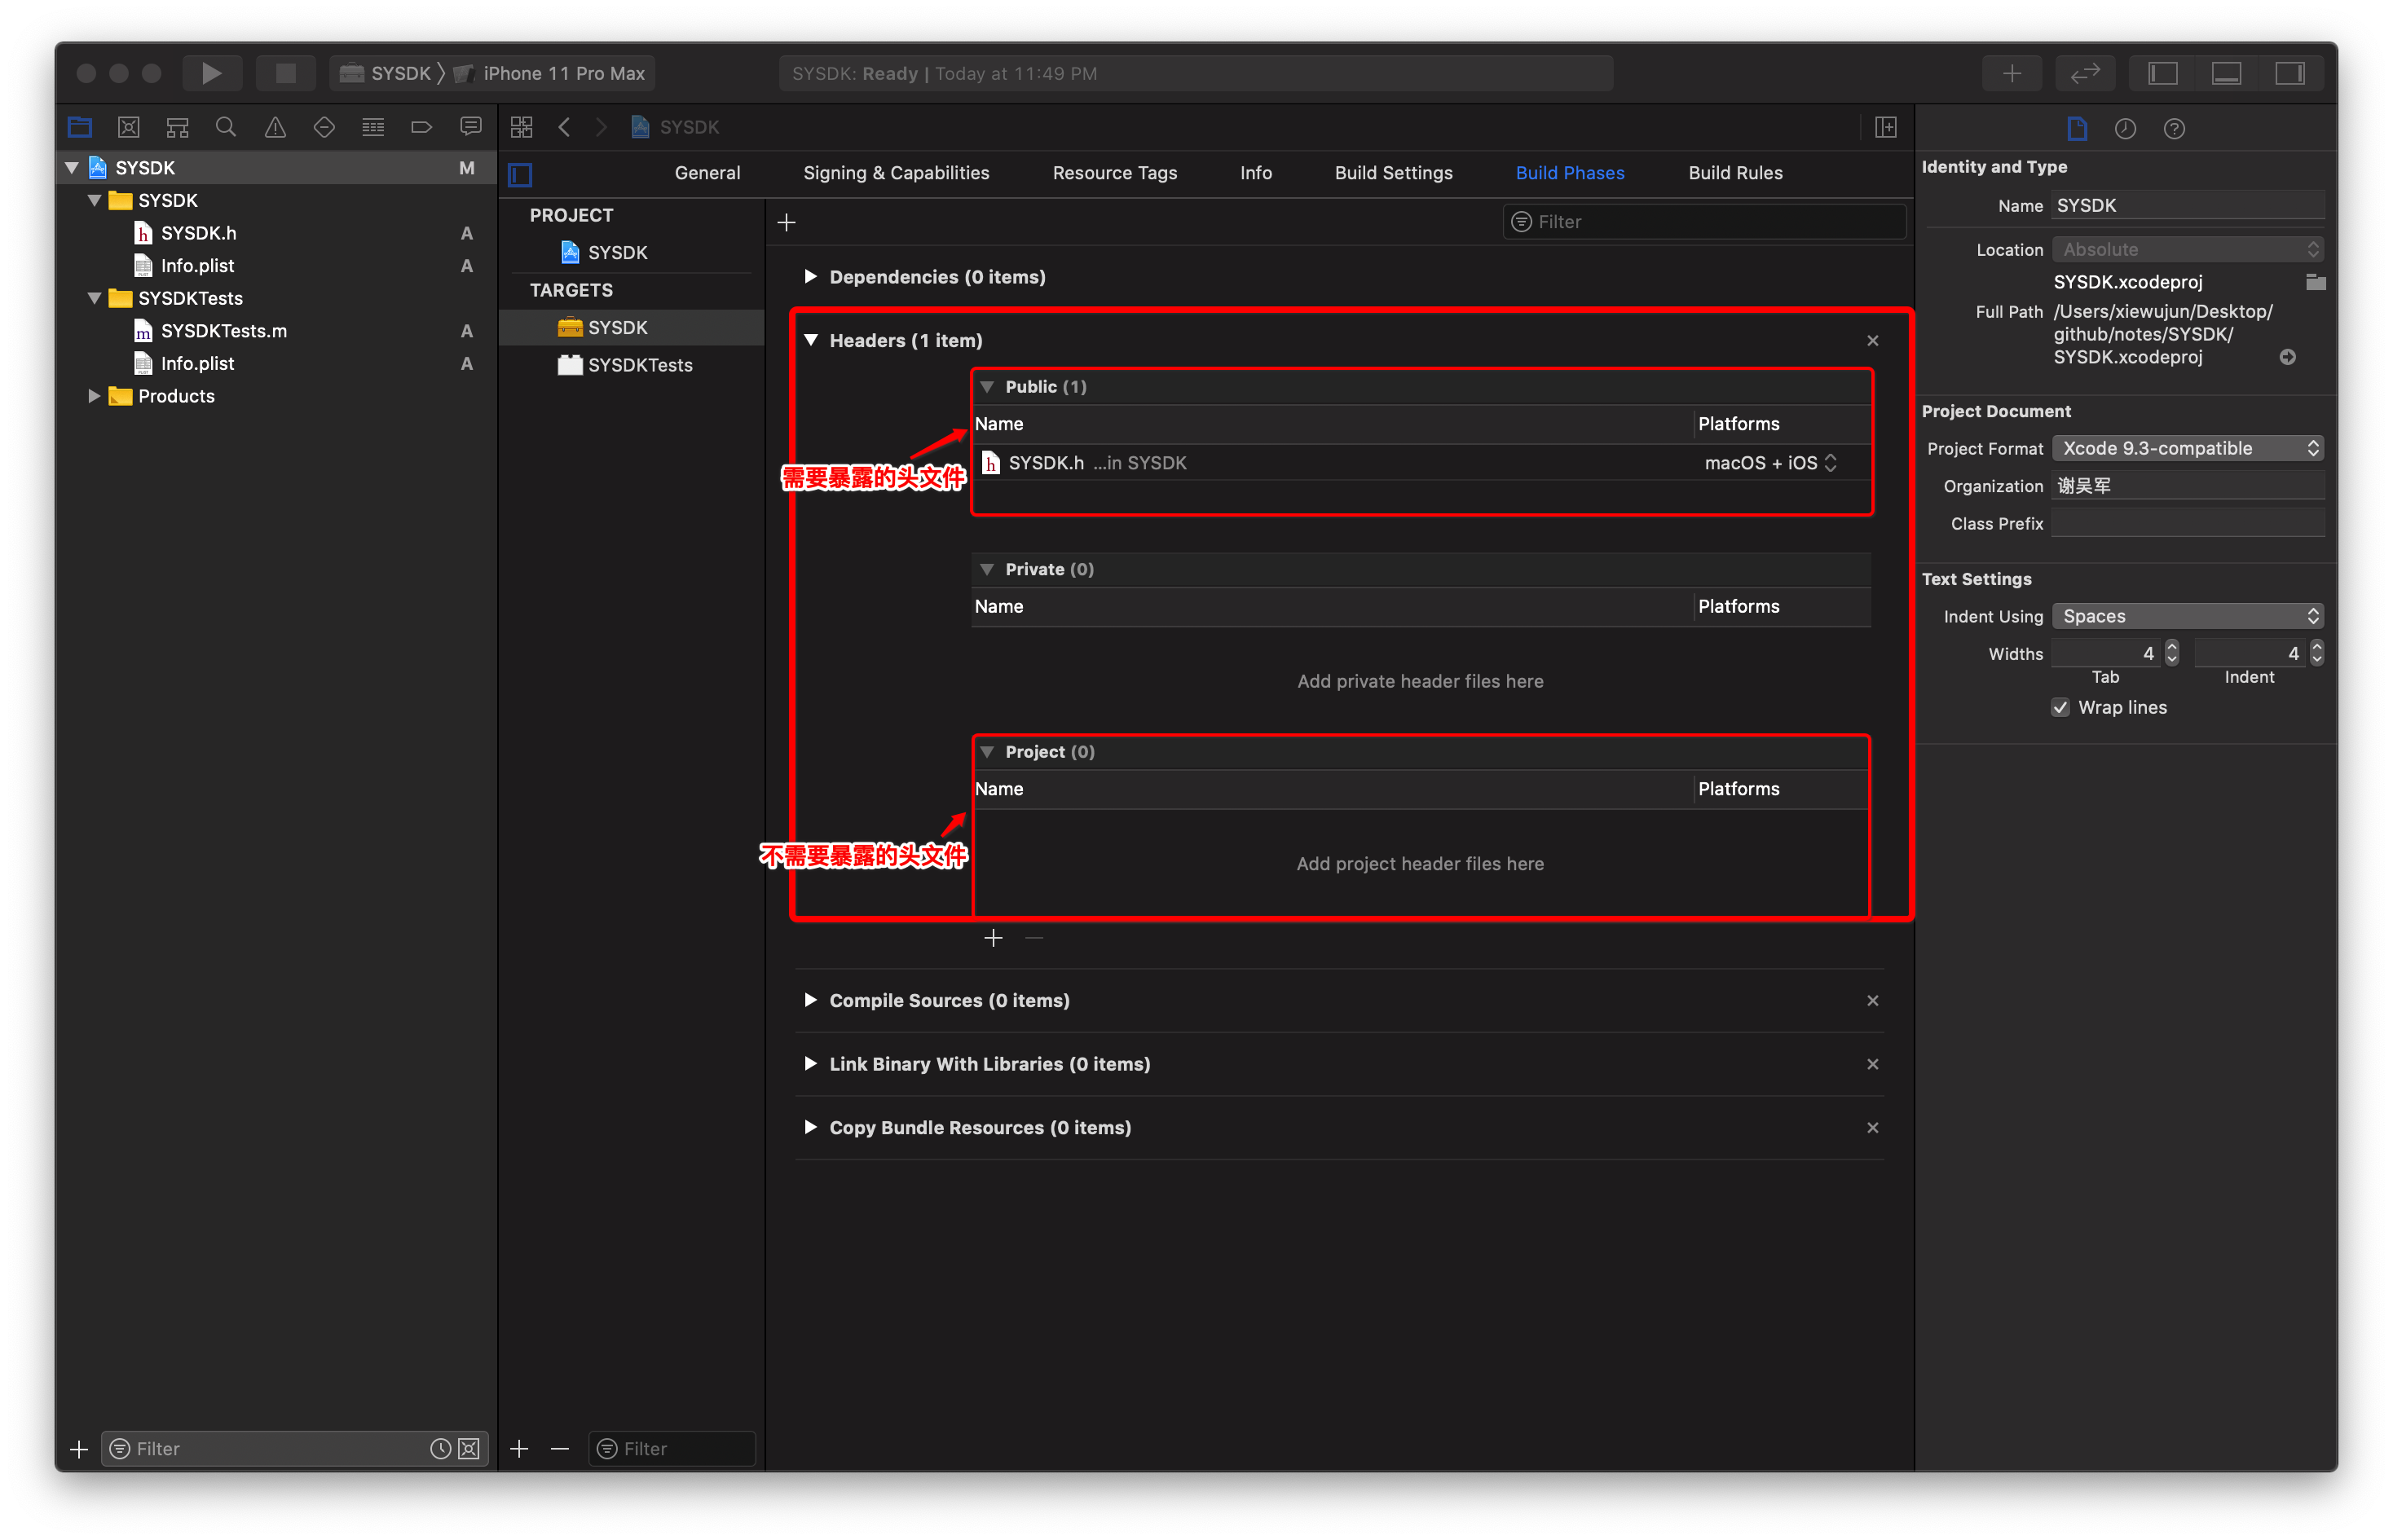 SYSDK 〉 iPhone 11 Pro Max
SYSDK: Ready | Today at 11:49 PM
SYSDK
M
SYSDK
SYSDK.h
A
Info.plist
A
SYSDKTests
SYSDKTests.m
A
Info.plist
A
Products
Filter
SYSDK
General
Signing & Capabilities
Resource Tags
Info
Build Settings
Build Phases
Build Rules
PROJECT
SYSDK
TARGETS
SYSDK
SYSDKTests
Filter
Filter
Dependencies (0 items)
Headers (1 item)
Public (1)
Name
Platforms
SYSDK.h ...in SYSDK
macOS + iOS
需要暴露的头文件
Private (0)
Name
Platforms
Add private header files here
Project (0)
Name
Platforms
不需要暴露的头文件
Add project header files here
Compile Sources (0 items)
Link Binary With Libraries (0 items)
Copy Bundle Resources (0 items)
Identity and Type
Name
SYSDK
Location
Absolute
SYSDK.xcodeproj
Full Path
/Users/xiewujun/Desktop/
github/notes/SYSDK/
SYSDK.xcodeproj
Project Document
Project Format
Xcode 9.3-compatible
Organization
谢吴军
Class Prefix
Text Settings
Indent Using
Spaces
Widths
4
4
Tab
Indent
Wrap lines